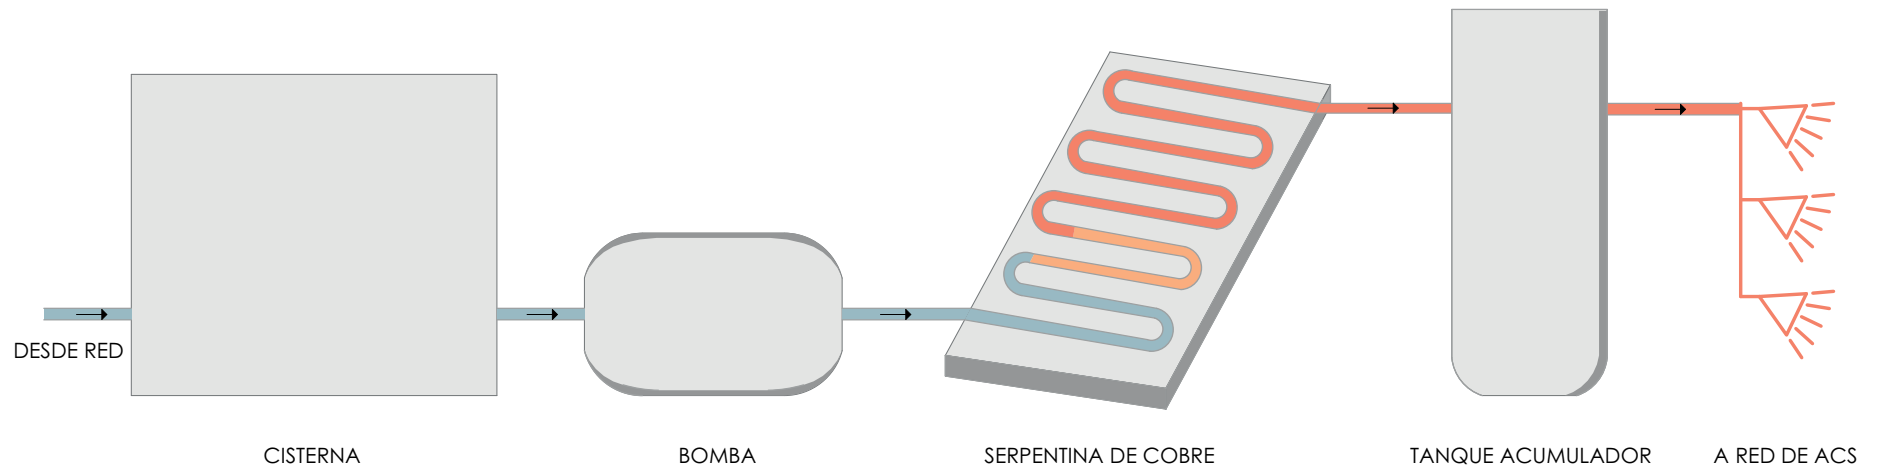 DESDE RED
CISTERNA
BOMBA
SERPENTINA DE COBRE
TANQUE ACUMULADOR
A RED DE ACS